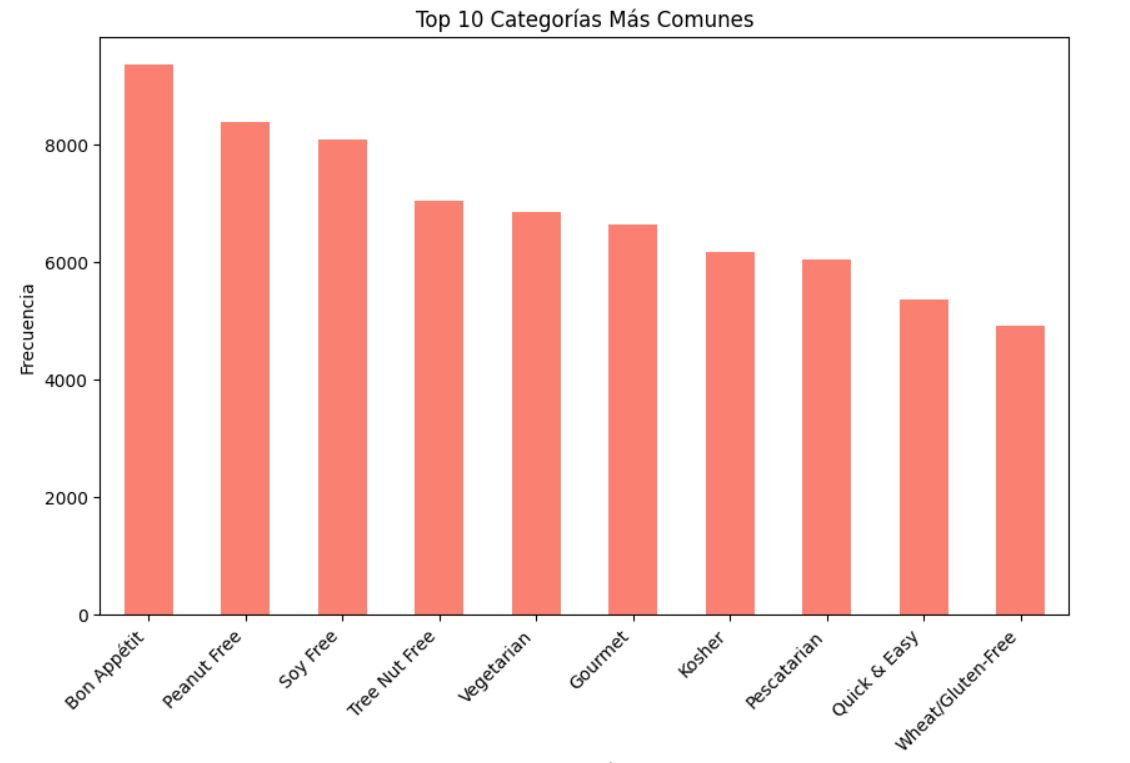 Top 10 Categorías Más Comunes
Frecuencia
8000
6000
4000
2000
0
Bon Appétit
Peanut Free
Soy Free
Tree Nut Free
Vegetarian
Gourmet
Kosher
Pescatarian
Quick & Easy
Wheat/Gluten-Free